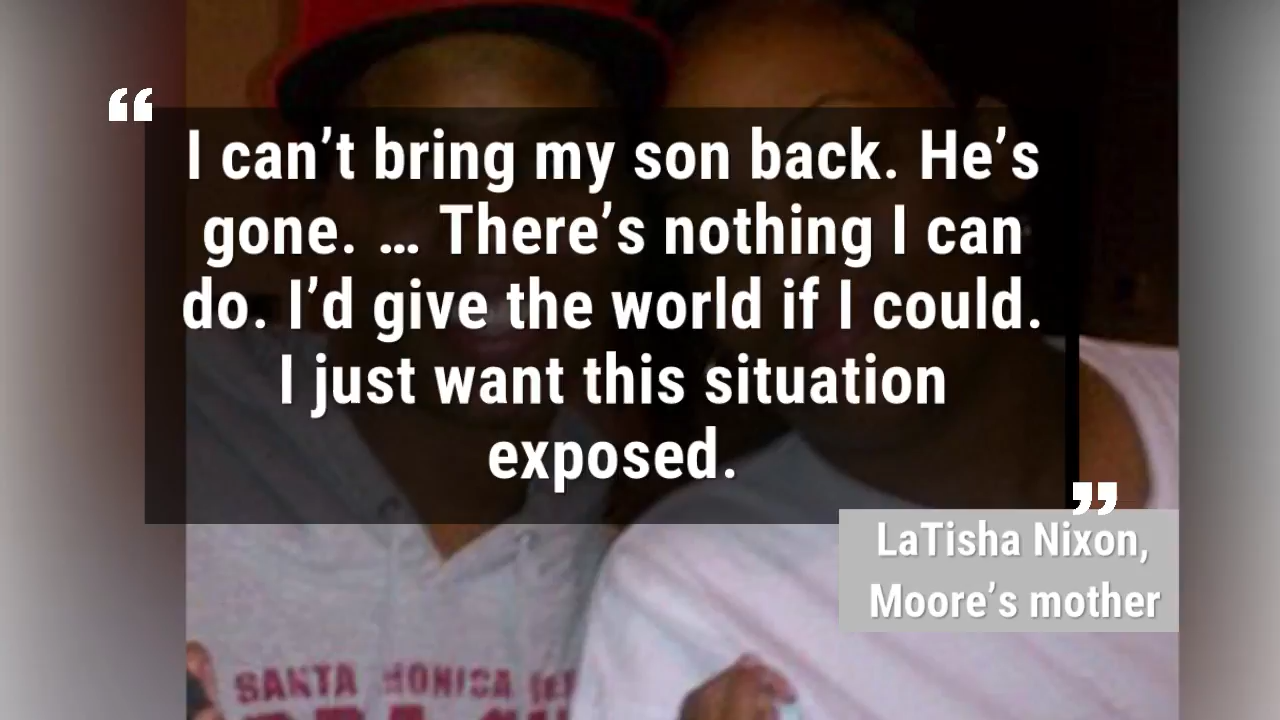 “
I can’t bring my son back. He’s
gone. … There’s nothing I can
do. I’d give the world if I could.
I just want this situation
exposed.
”
LaTisha Nixon,
Moore’s mother
SANTA MONICA